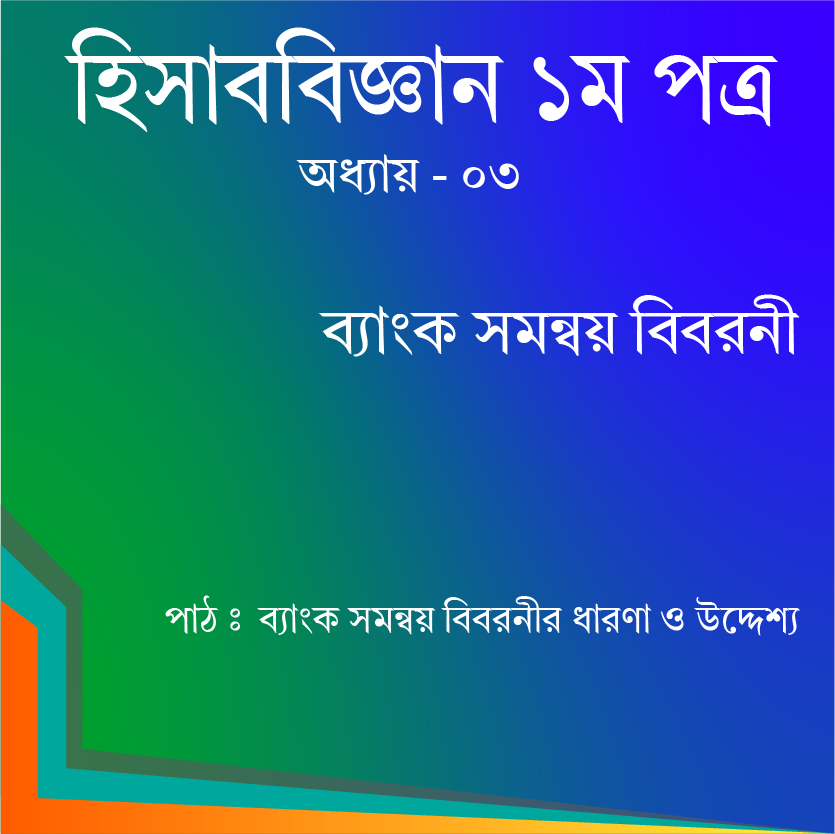 হিসাববিজ্ঞান ১ম পত্র
অধ্যায় - ০৩
ব্যাংক সমন্বয় বিবরনী
পাঠ ঃ ব্যাংক সমন্বয় বিবরনীর ধারণা ও উদ্দেশ্য